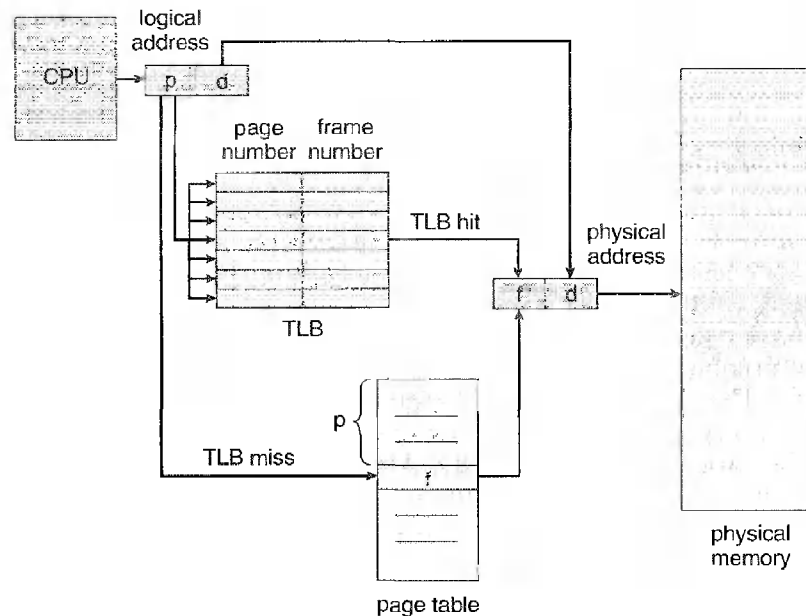 logical
address
CPU
p d
page
number
frame
number
TLB hit
physical
address
f d
TLB
p
TLB miss
f
physical
memory
page table